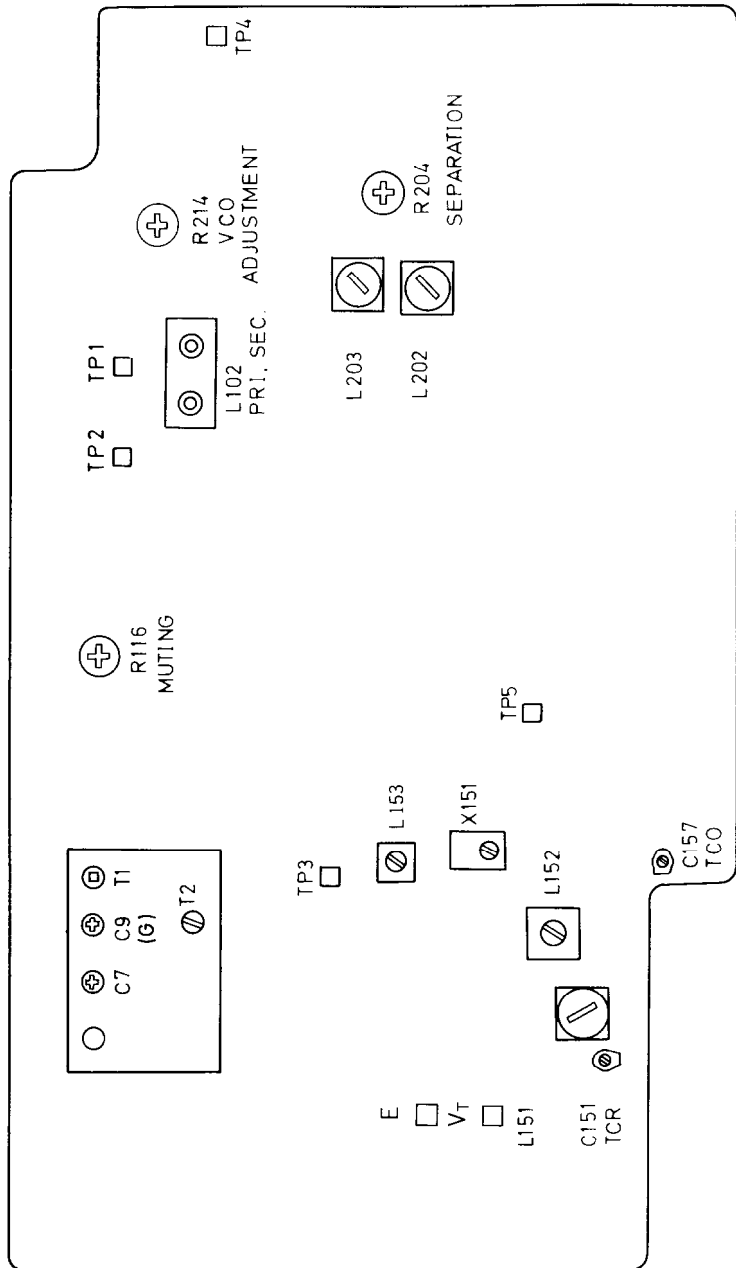 T1
C9
(G)
C7
T2
R116
MUTING
TP2
TP1
L102
PRI. SEC.
R214
VCO
ADJUSTMENT
TP4
TP3
L153
X151
TP5
L203
L202
R204
SEPARATION
E
VT
L151
C151
TCR
L152
C157
TCO